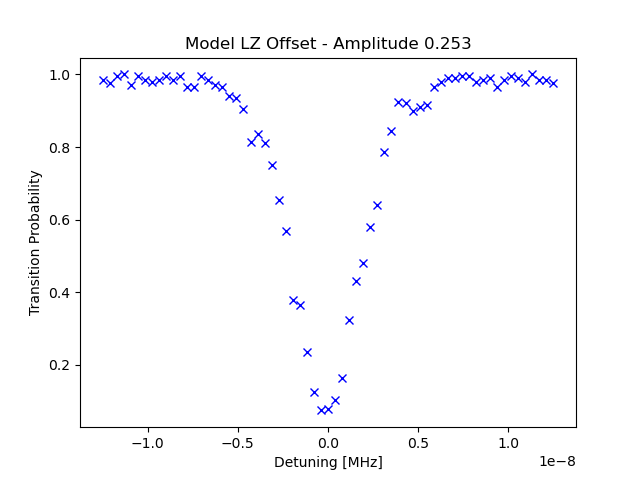 Model LZ Offset - Amplitude 0.253
1.0
0.8
0.6
0.4
0.2
Transition Probability
−1.0 −0.5 0.0 0.5 1.0
1e−8
Detuning [MHz]